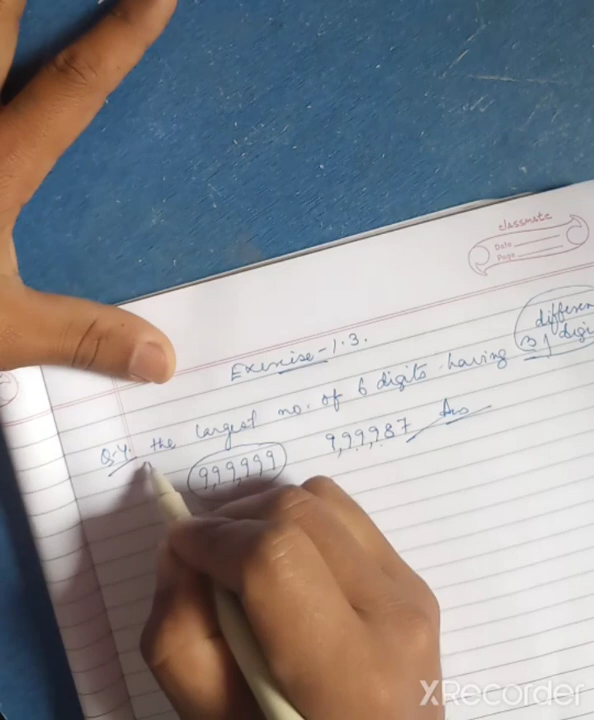 classmate
Date
Page
Exercise-1.3.
Q.4. the largest no. of 6 digits having 3 different digi
9,99,999 9,99,987 Ans
XRecorder